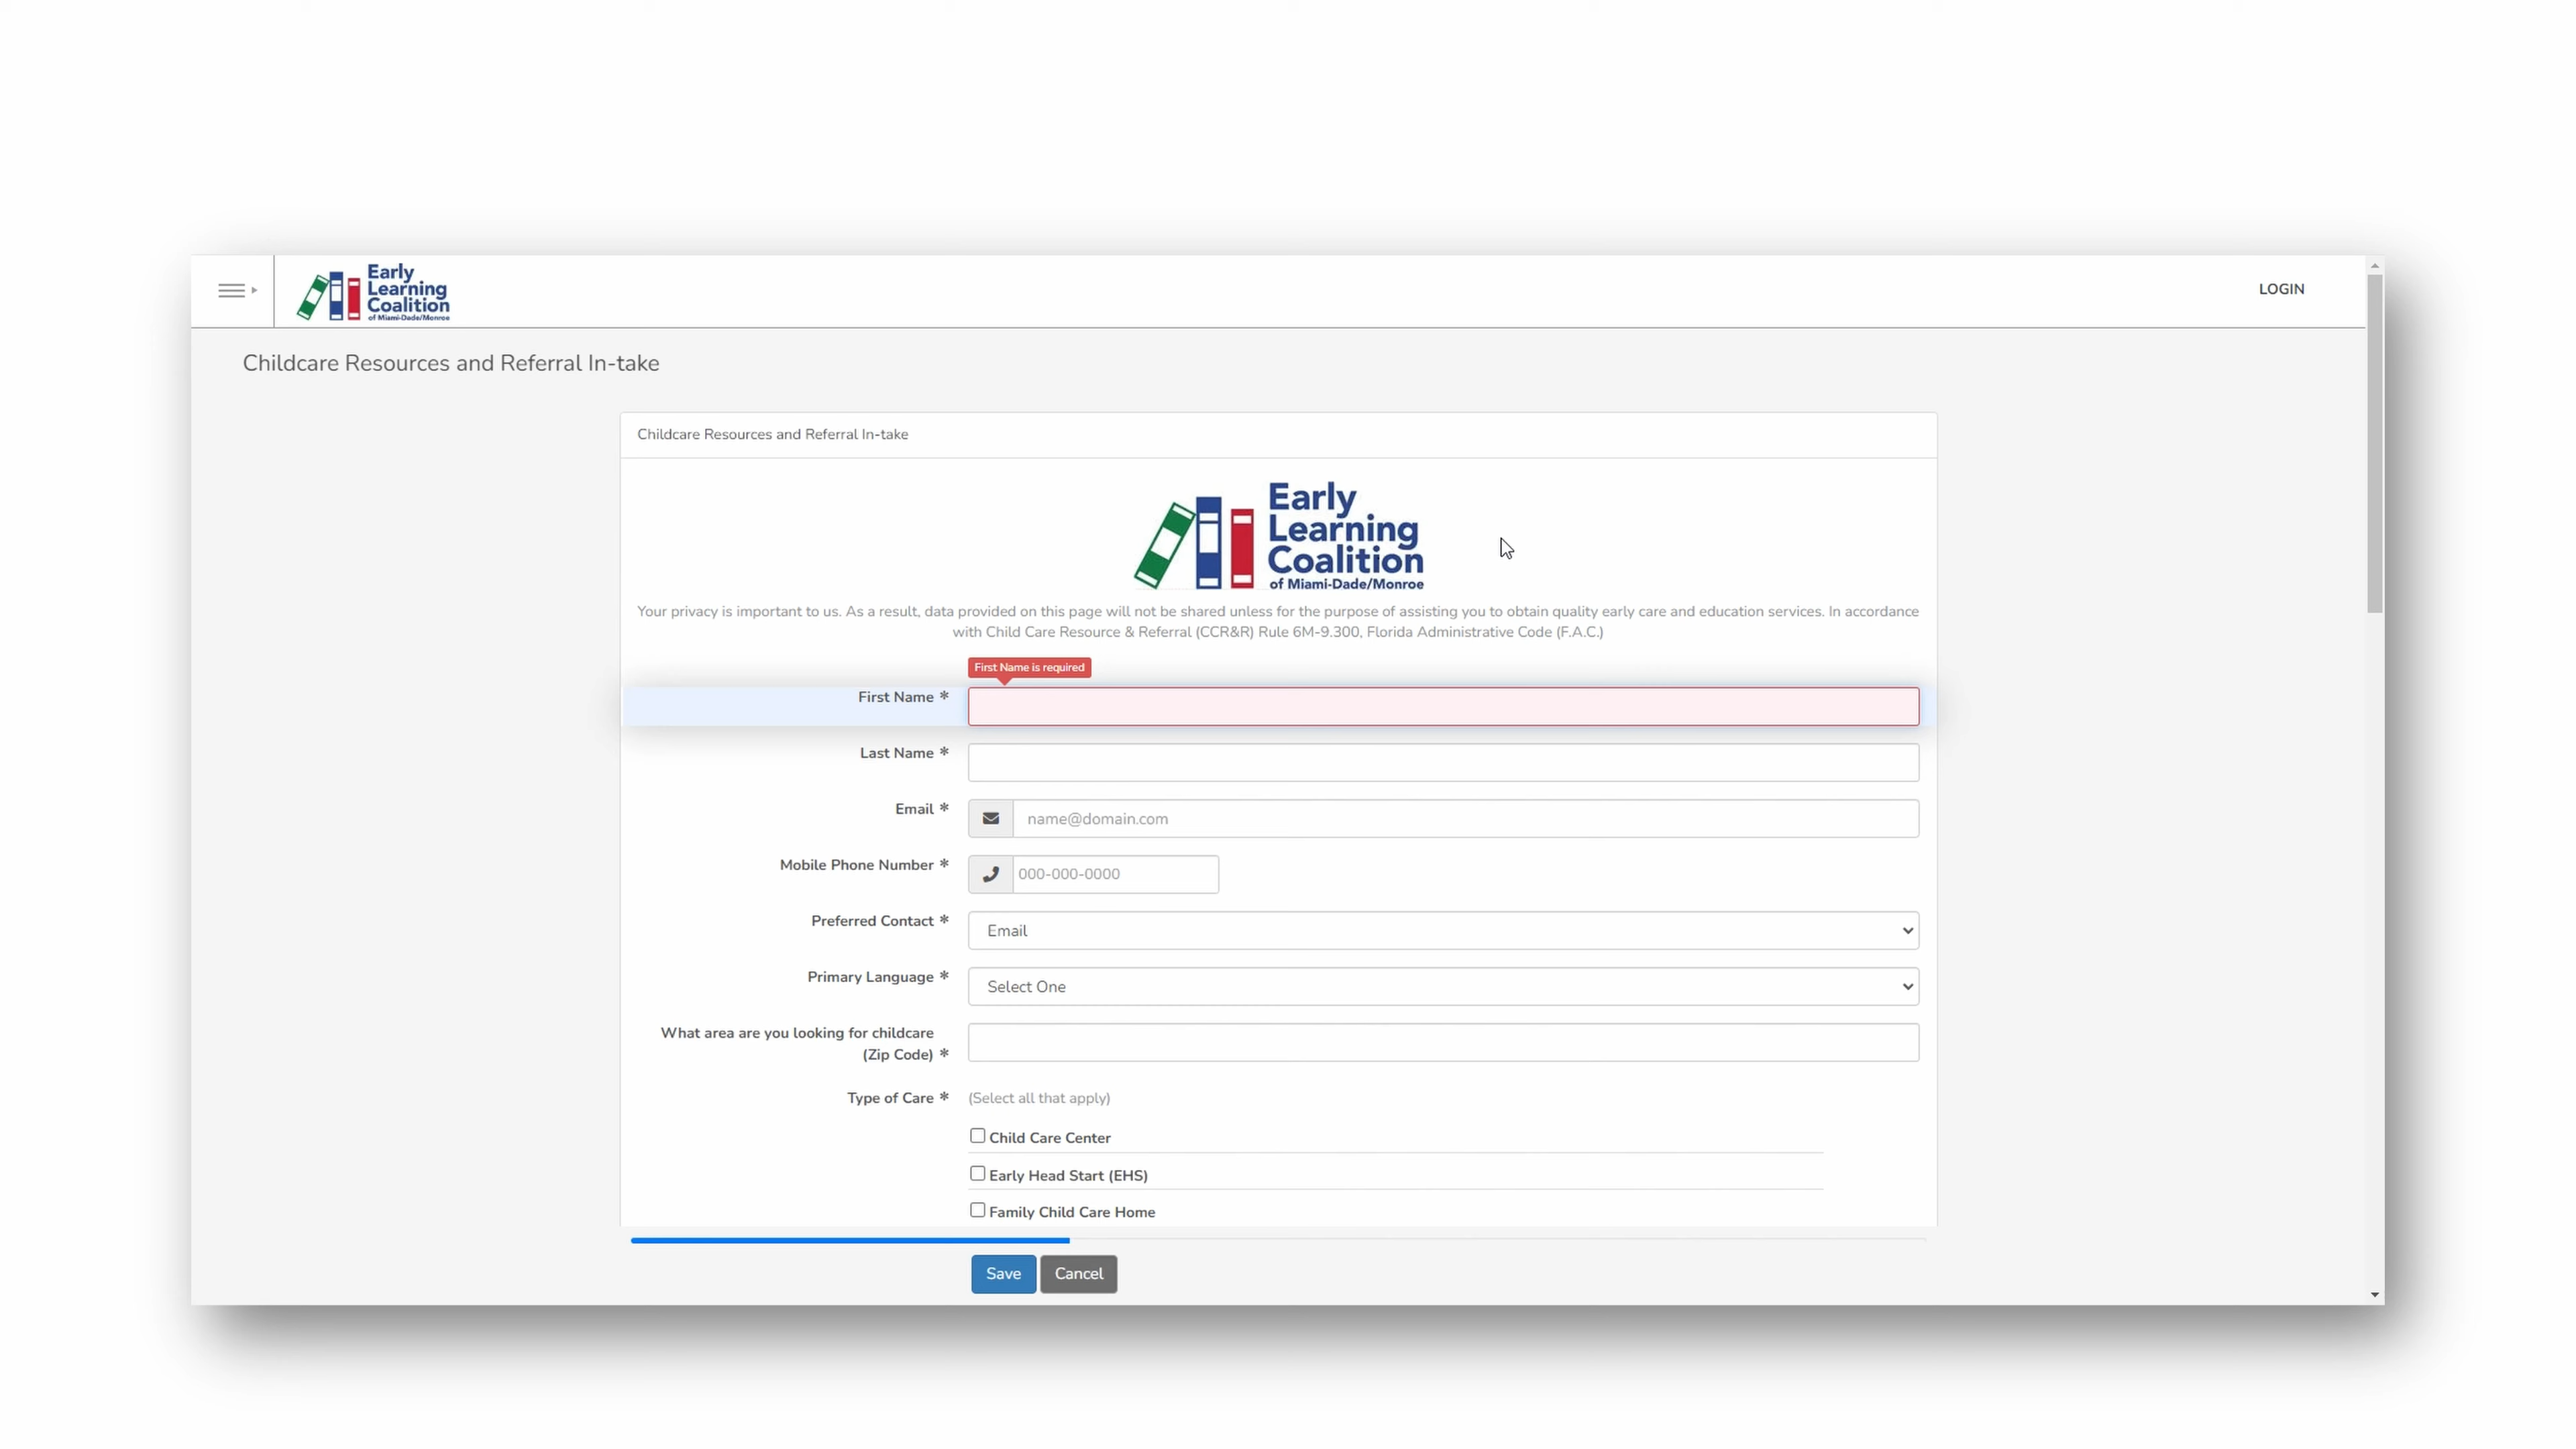 Early
Learning
Coalition
of Miami-Dade/Monroe
LOGIN
Childcare Resources and Referral In-take
Childcare Resources and Referral In-take
Early
Learning
Coalition
of Miami-Dade/Monroe
Your privacy is important to us. As a result, data provided on this page will not be shared unless for the purpose of assisting you to obtain quality early care and education services. In accordance
with Child Care Resource & Referral (CCR&R) Rule 6M-9.300, Florida Administrative Code (F.A.C.)
First Name is required
First Name *
Last Name *
Email * name@domain.com
Mobile Phone Number * 000-000-0000
Preferred Contact * Email
Primary Language * Select One
What area are you looking for childcare
(Zip Code) *
Type of Care * (Select all that apply)
Child Care Center
Early Head Start (EHS)
Family Child Care Home
Save Cancel